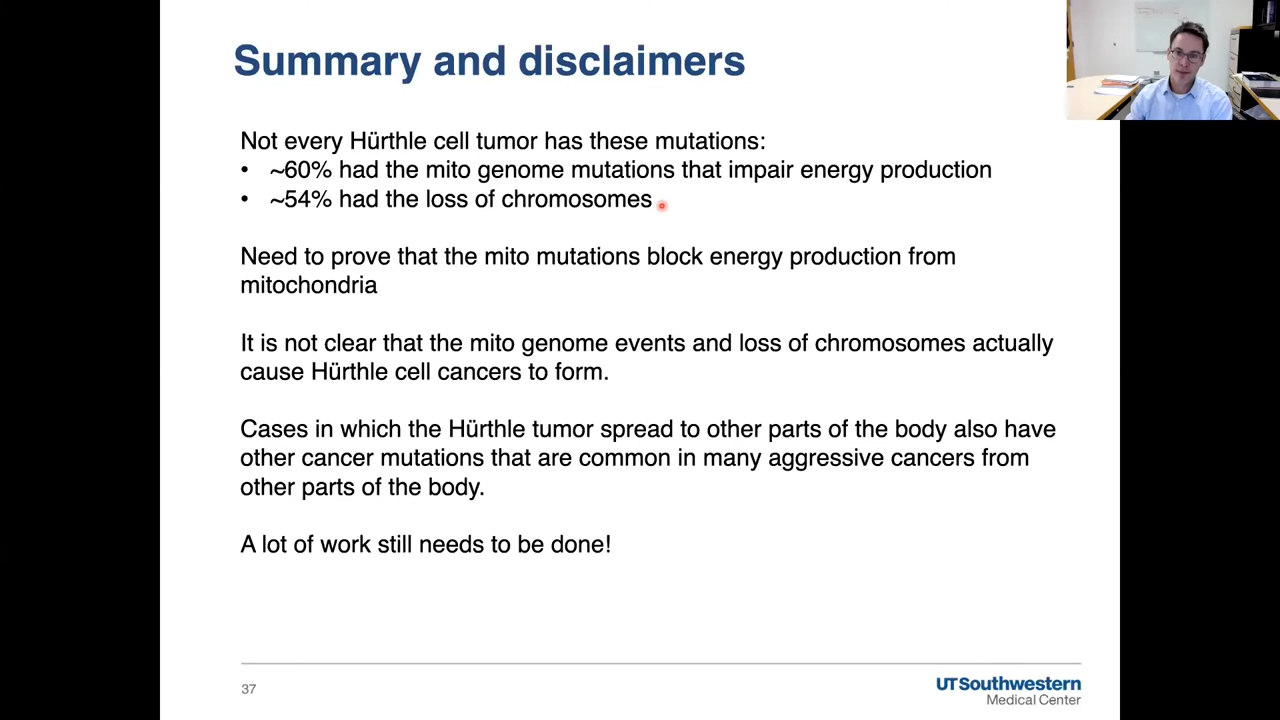 Summary and disclaimers
Not every Hürthle cell tumor has these mutations:
• ~60% had the mito genome mutations that impair energy production
• ~54% had the loss of chromosomes
Need to prove that the mito mutations block energy production from
mitochondria
It is not clear that the mito genome events and loss of chromosomes actually
cause Hürthle cell cancers to form.
Cases in which the Hürthle tumor spread to other parts of the body also have
other cancer mutations that are common in many aggressive cancers from
other parts of the body.
A lot of work still needs to be done!
37
UTSouthwestern
Medical Center